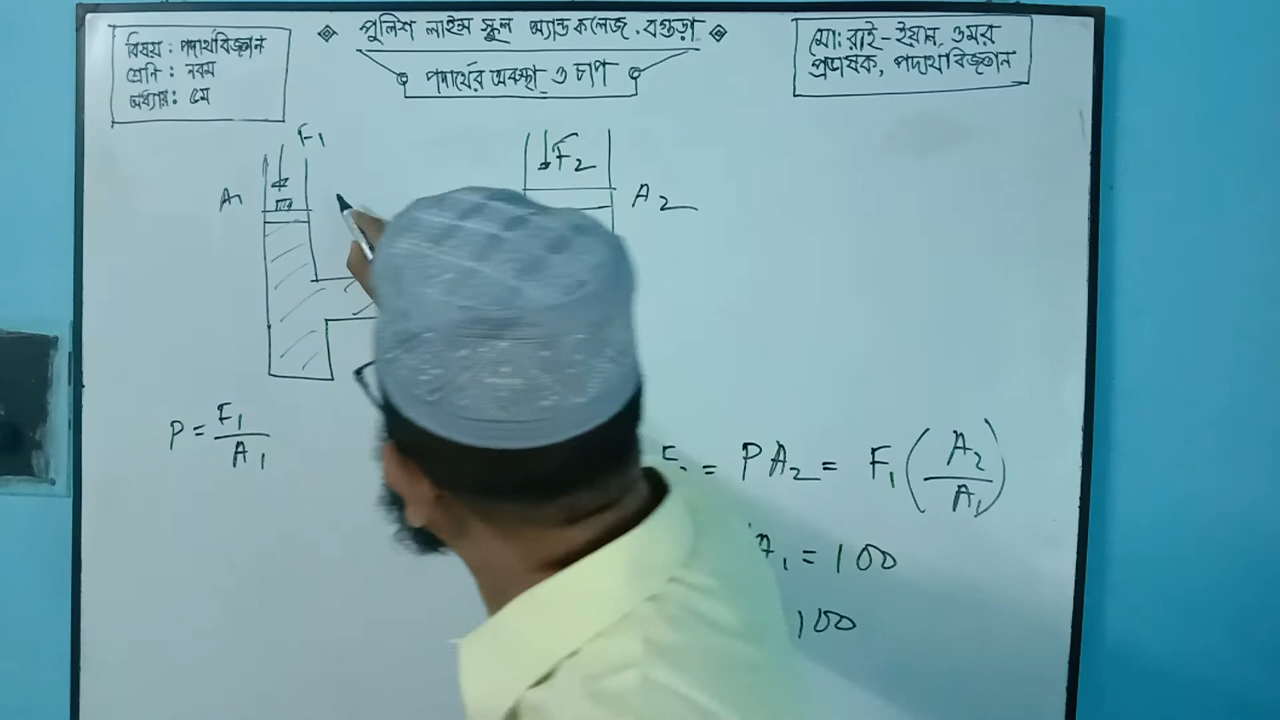 বিষয় : পদার্থবিজ্ঞান
শ্রেণি : নবম
অধ্যায় : ৫ম
পুলিশ লাইন্স স্কুল অ্যান্ড কলেজ, বগুড়া
পদার্থের অবস্থা ও চাপ
মো: রাই-ইয়ান, ওমর
প্রভাষক, পদার্থবিজ্ঞান
F₁
F₂
A₁
A₂
P = F₁/A₁
= PA₂ = F₁(A₂/A₁)
A₁ = 100
100